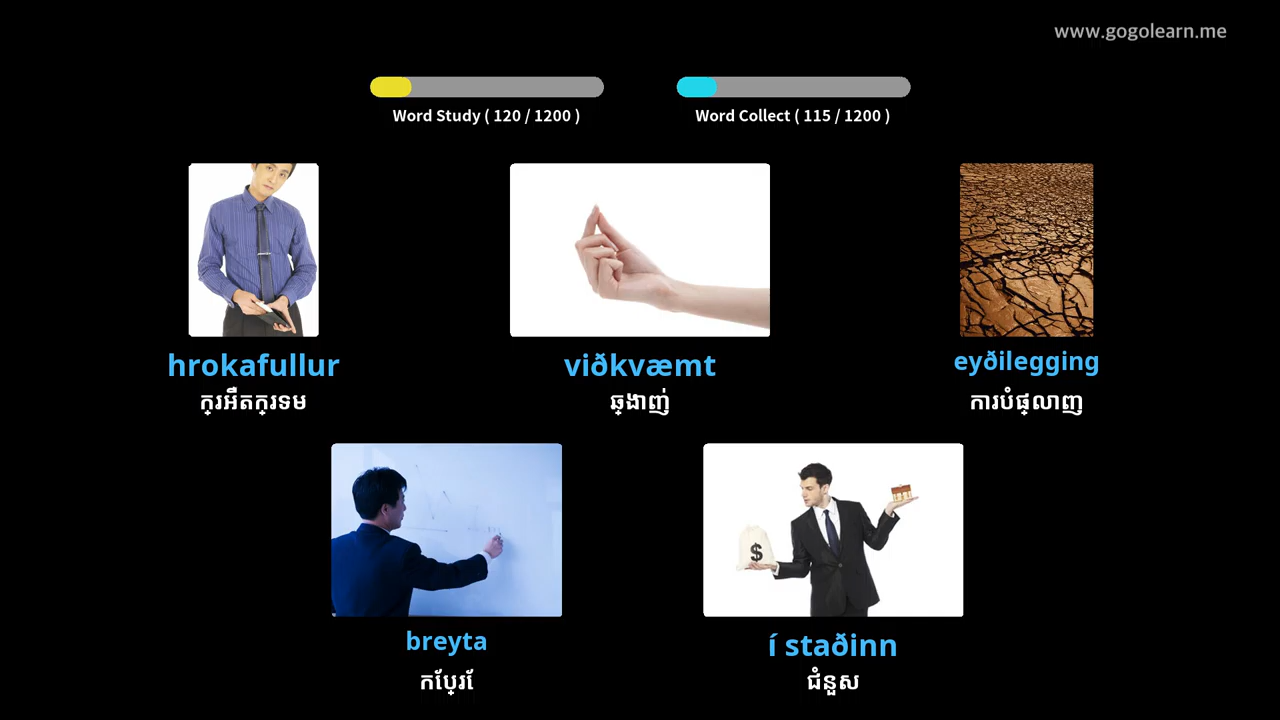 www.gogolearn.me
Word Study ( 120 / 1200 )
Word Collect ( 115 / 1200 )
hrokafullur
ក្រអឺតក្រទម
viðkvæmt
ឆ្ងាញ់
eyðilegging
ការបំផ្លាញ
breyta
កែប្រែ
í staðinn
ជំនួស